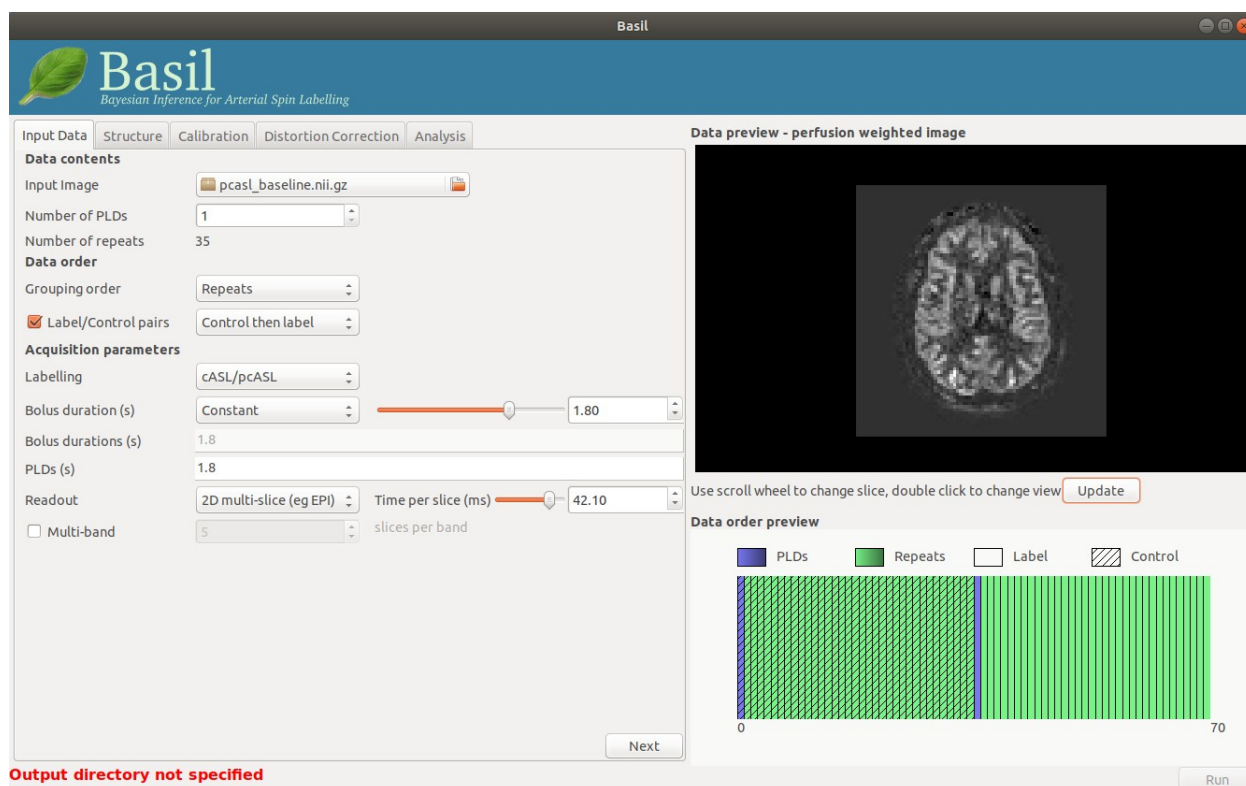 Basil
Basil
Bayesian Inference for Arterial Spin Labelling
Input Data Structure Calibration Distortion Correction Analysis
Data contents
Input Image pcasl_baseline.nii.gz
Number of PLDs 1
Number of repeats 35
Data order
Grouping order Repeats
Label/Control pairs Control then label
Acquisition parameters
Labelling cASL/pcASL
Bolus duration (s) Constant 1.80
Bolus durations (s) 1.8
PLDs (s) 1.8
Readout 2D multi-slice (eg EPI) Time per slice (ms) 42.10
Multi-band 5 slices per band
Next
Data preview - perfusion weighted image
Use scroll wheel to change slice, double click to change view Update
Data order preview
PLDs Repeats Label Control
0 70
Output directory not specified
Run